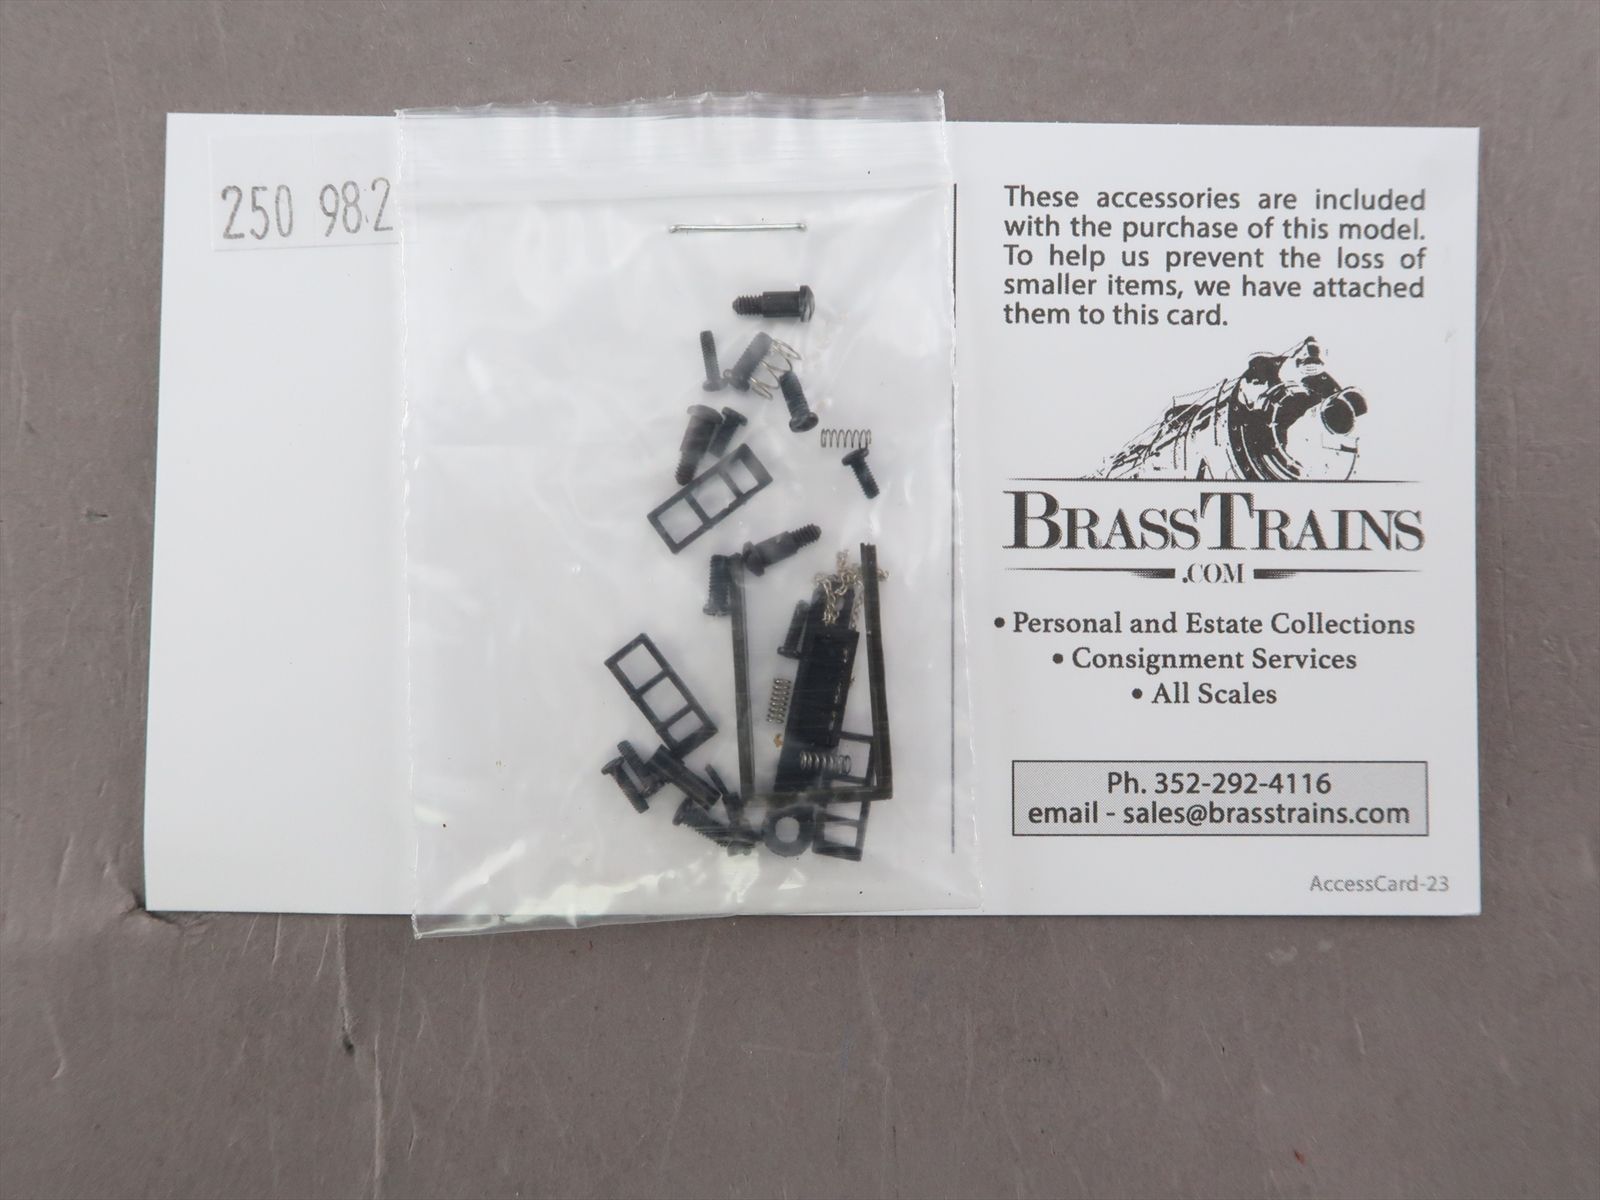 250 98.2
These accessories are included
with the purchase of this model.
To help us prevent the loss of
smaller items, we have attached
them to this card.
BRASSTRAINS
.COM
• Personal and Estate Collections
• Consignment Services
• All Scales
Ph. 352-292-4116
email - sales@brasstrains.com
AccessCard-23